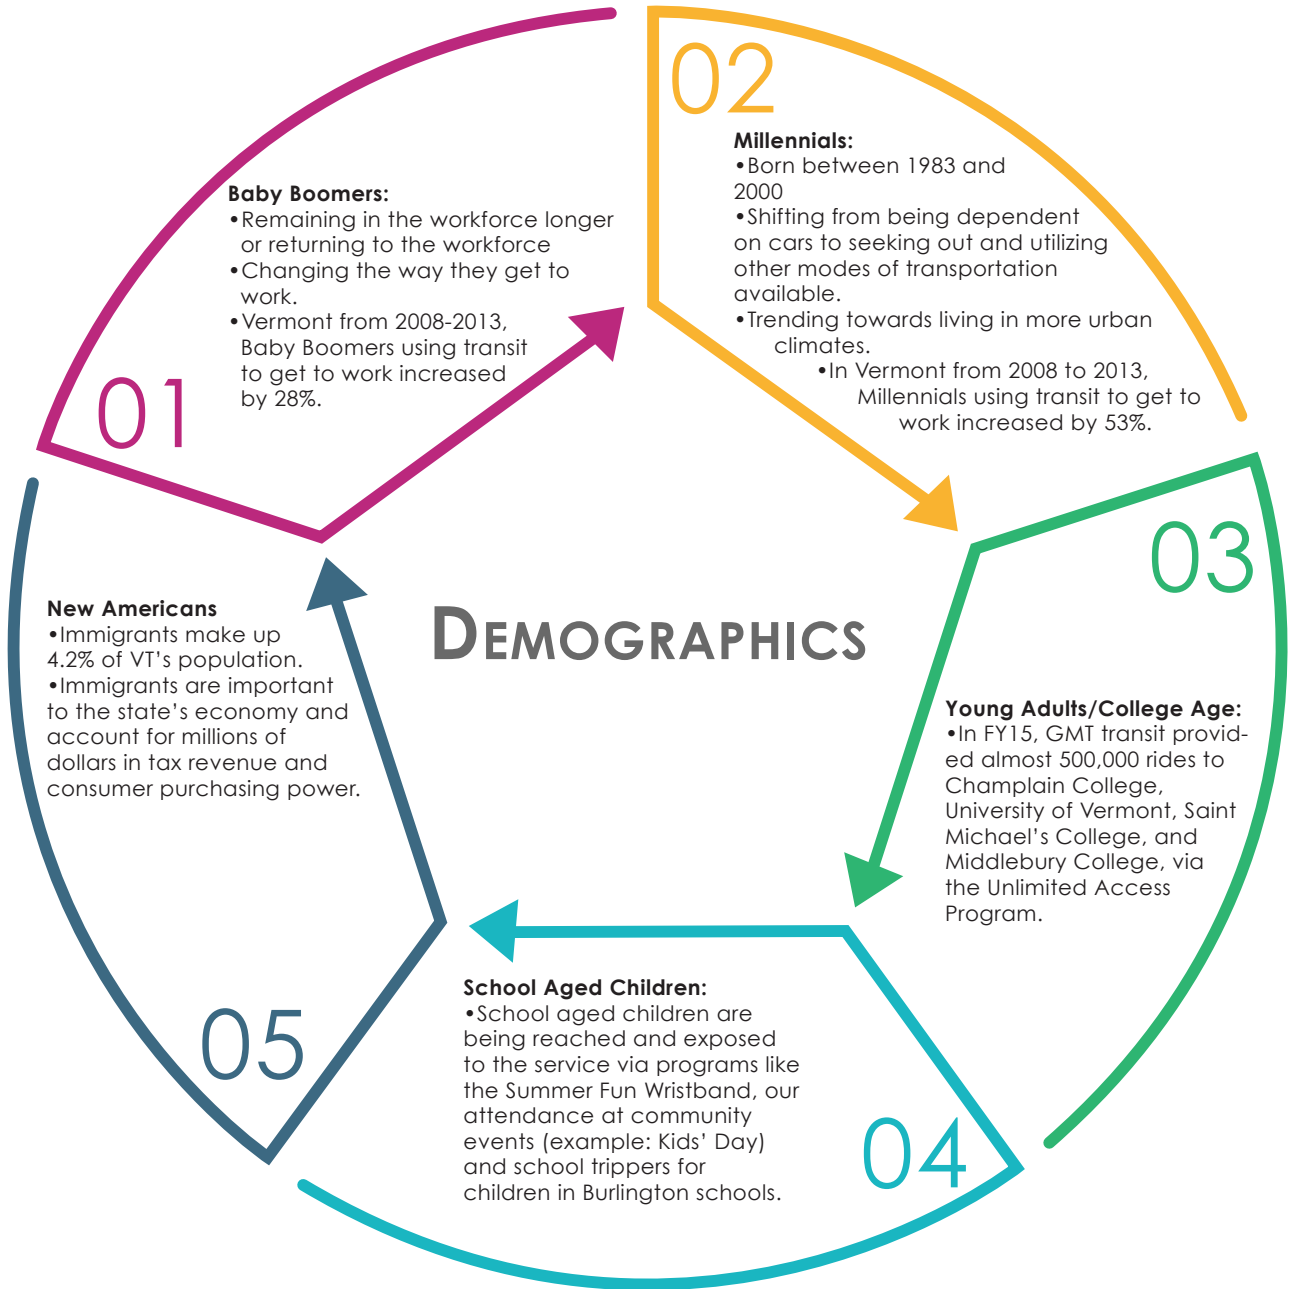 01
Baby Boomers:
•Remaining in the workforce longer
or returning to the workforce
•Changing the way they get to
work.
•Vermont from 2008-2013,
Baby Boomers using transit
to get to work increased
by 28%.
02
Millennials:
•Born between 1983 and
2000
•Shifting from being dependent
on cars to seeking out and utilizing
other modes of transportation
available.
•Trending towards living in more urban
climates.
•In Vermont from 2008 to 2013,
Millennials using transit to get to
work increased by 53%.
03
Young Adults/College Age:
•In FY15, GMT transit provid-
ed almost 500,000 rides to
Champlain College,
University of Vermont, Saint
Michael's College, and
Middlebury College, via
the Unlimited Access
Program.
04
School Aged Children:
•School aged children are
being reached and exposed
to the service via programs like
the Summer Fun Wristband, our
attendance at community
events (example: Kids' Day)
and school trippers for
children in Burlington schools.
05
New Americans
•Immigrants make up
4.2% of VT's population.
•Immigrants are important
to the state's economy and
account for millions of
dollars in tax revenue and
consumer purchasing power.
DEMOGRAPHICS